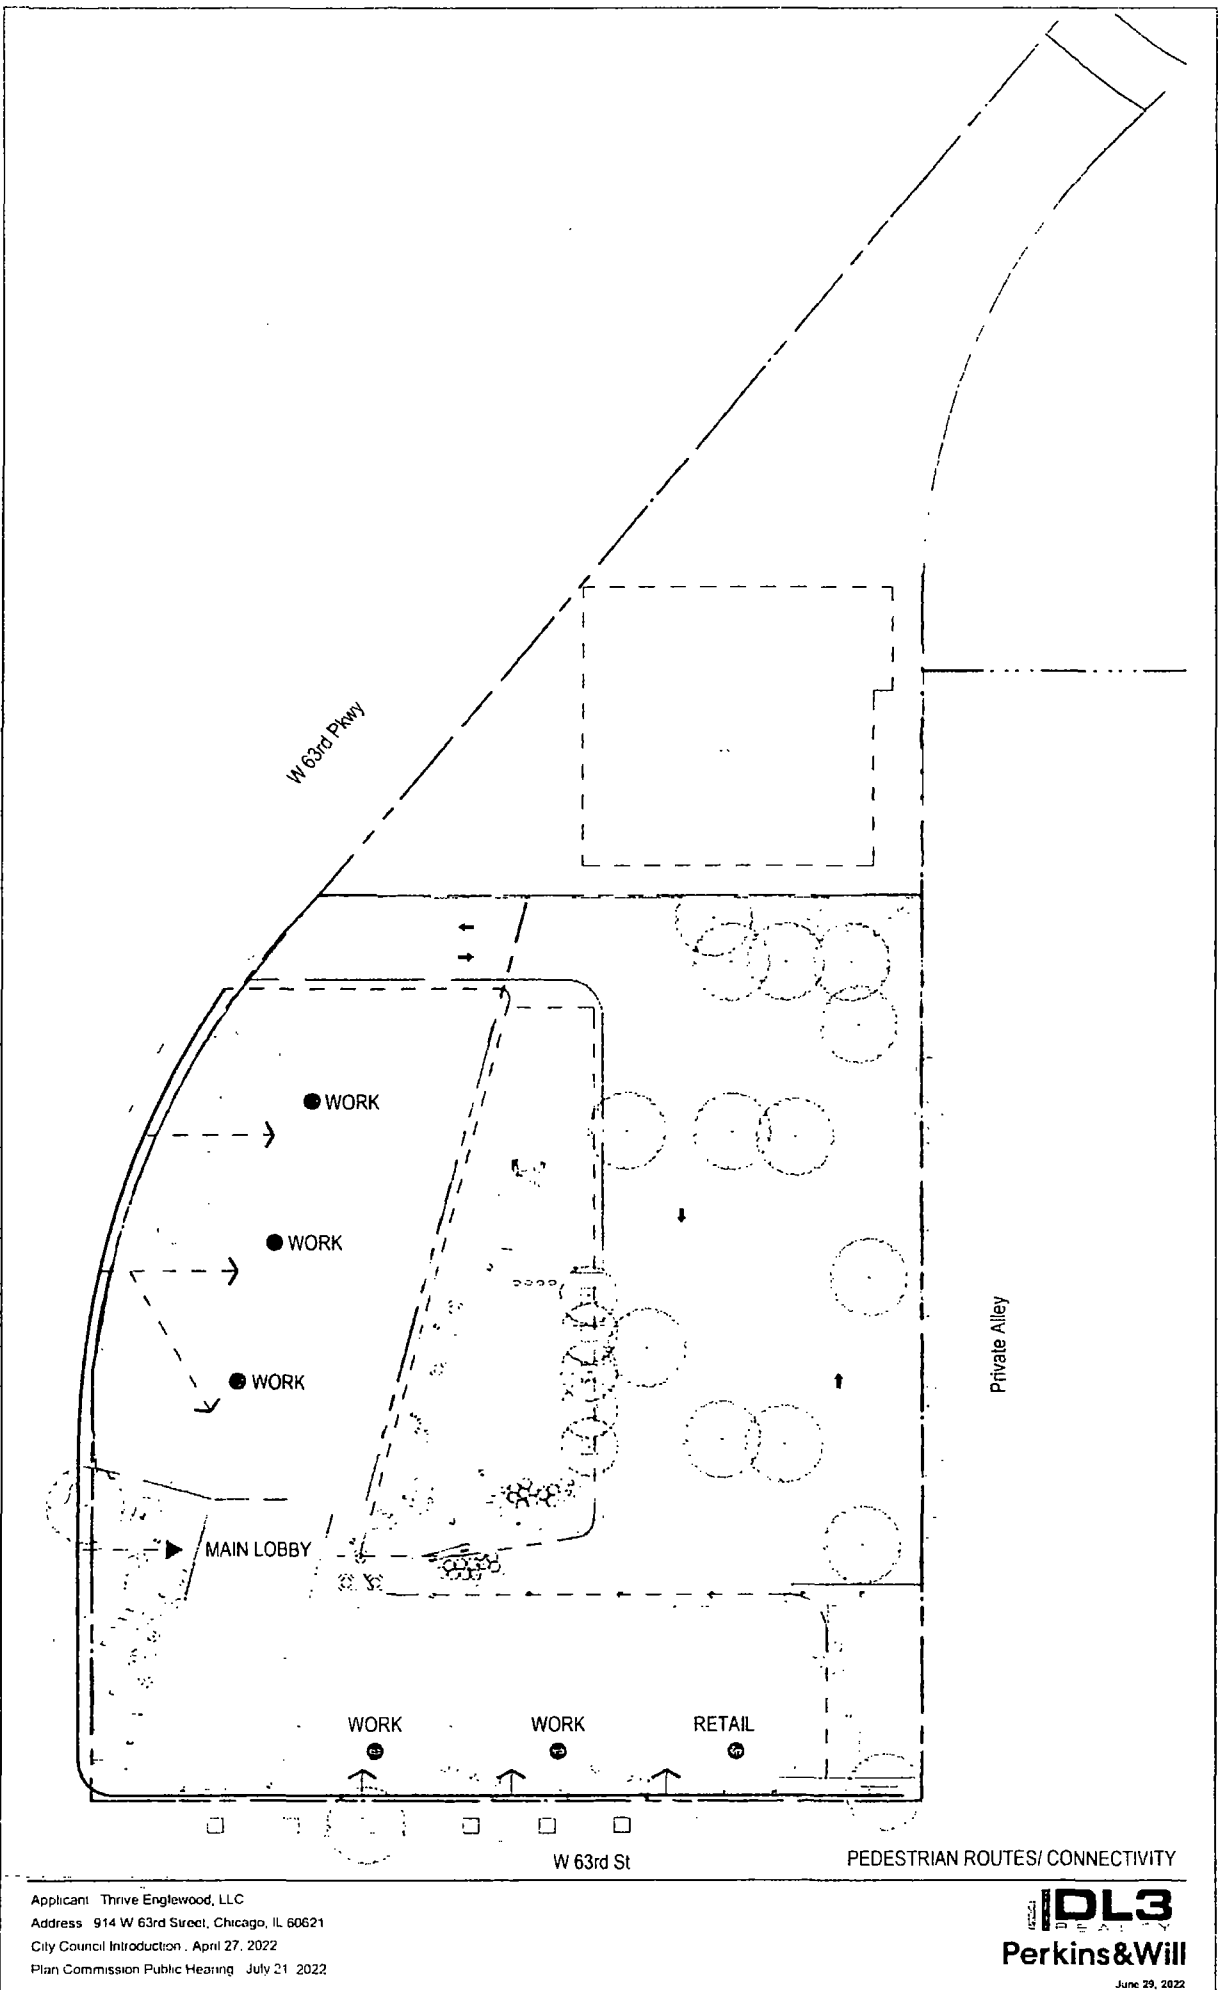 W 63rd Pkwy
WORK
WORK
Private Alley
WORK
MAIN LOBBY
WORK
WORK
RETAIL
W 63rd St
PEDESTRIAN ROUTES/ CONNECTIVITY
Applicant Thrive Englewood, LLC
Address 914 W 63rd Street, Chicago, IL 60621
City Council Introduction . April 27, 2022
Plan Commission Public Hearing July 21 2022
DL3
REALTY
Perkins&Will
June 29, 2022